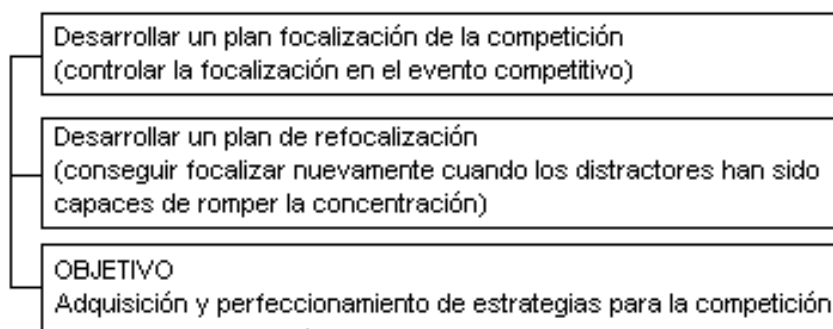 Desarrollar un plan focalización de la competición
(controlar la focalización en el evento competitivo)
Desarrollar un plan de refocalización
(conseguir focalizar nuevamente cuando los distractores han sido
capaces de romper la concentración)
OBJETIVO
Adquisición y perfeccionamiento de estrategias para la competición